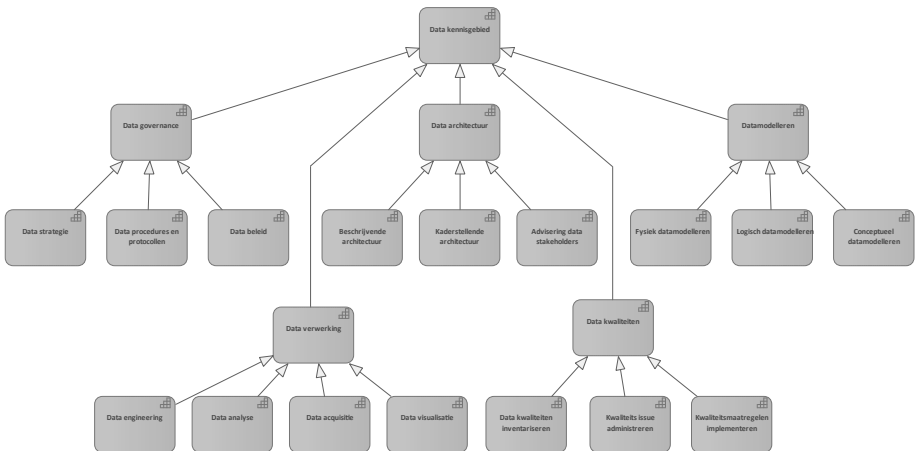 Data kennisgebied
Data governance
Data architectuur
Datamodelleren
Data strategie
Data procedures en
protocollen
Data beleid
Beschrijvende
architectuur
Kaderstellende
architectuur
Advisering data
stakeholders
Fysiek datamodelleren
Logisch datamodelleren
Conceptueel
datamodelleren
Data verwerking
Data kwaliteiten
Data engineering
Data analyse
Data acquisitie
Data visualisatie
Data kwaliteiten
inventariseren
Kwaliteits issue
administreren
Kwaliteitsmaatregelen
implementeren